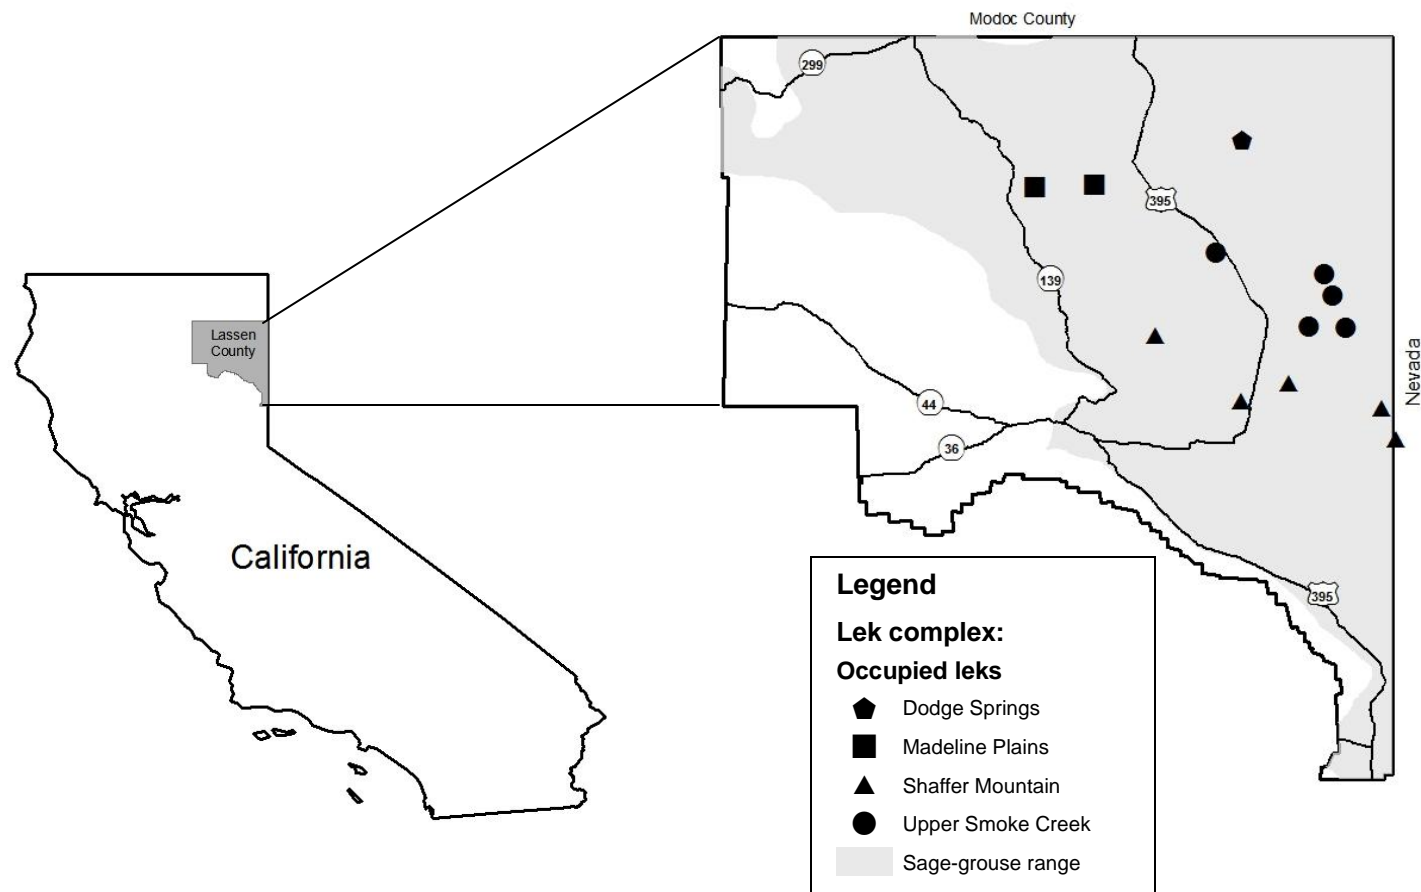 Modoc County
299
395
139
Nevada
44
36
395
Lassen
County
California
Legend
Lek complex:
Occupied leks
Dodge Springs
Madeline Plains
Shaffer Mountain
Upper Smoke Creek
Sage-grouse range